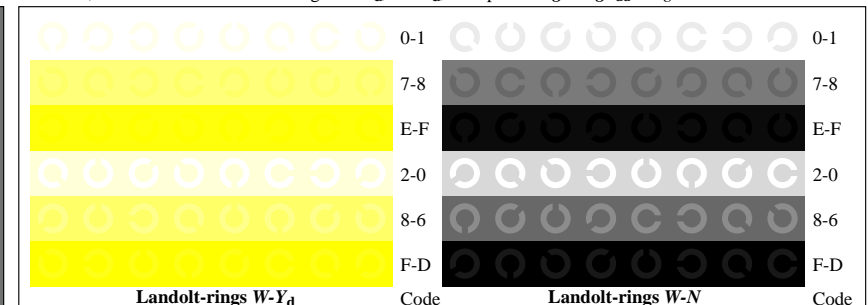 0-1 0-1
7-8 7-8
E-F E-F
2-0 2-0
8-6 8-6
F-D F-D
Landolt-rings W-Yd Code Landolt-rings W-N Code